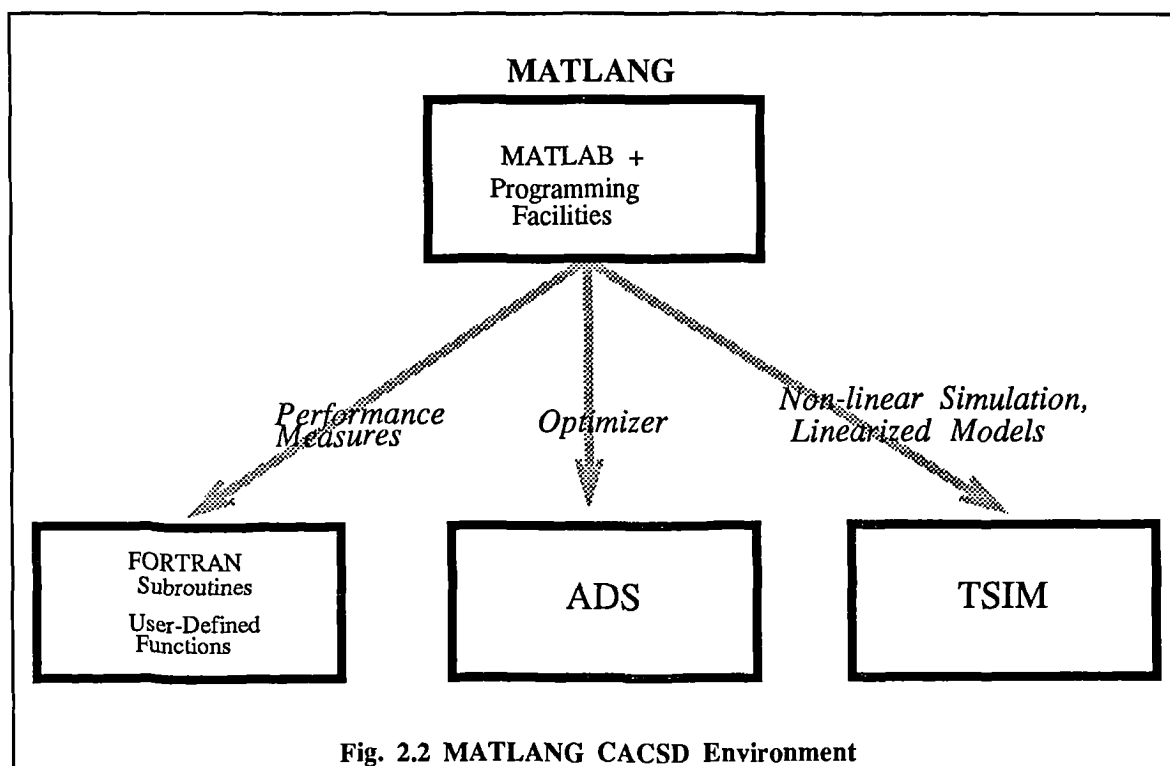 MATLANG
MATLAB +
Programming
Facilities
Performance
Measures
Optimizer
Non-linear Simulation,
Linearized Models
FORTRAN
Subroutines
User-Defined
Functions
ADS
TSIM
Fig. 2.2 MATLANG CACSD Environment